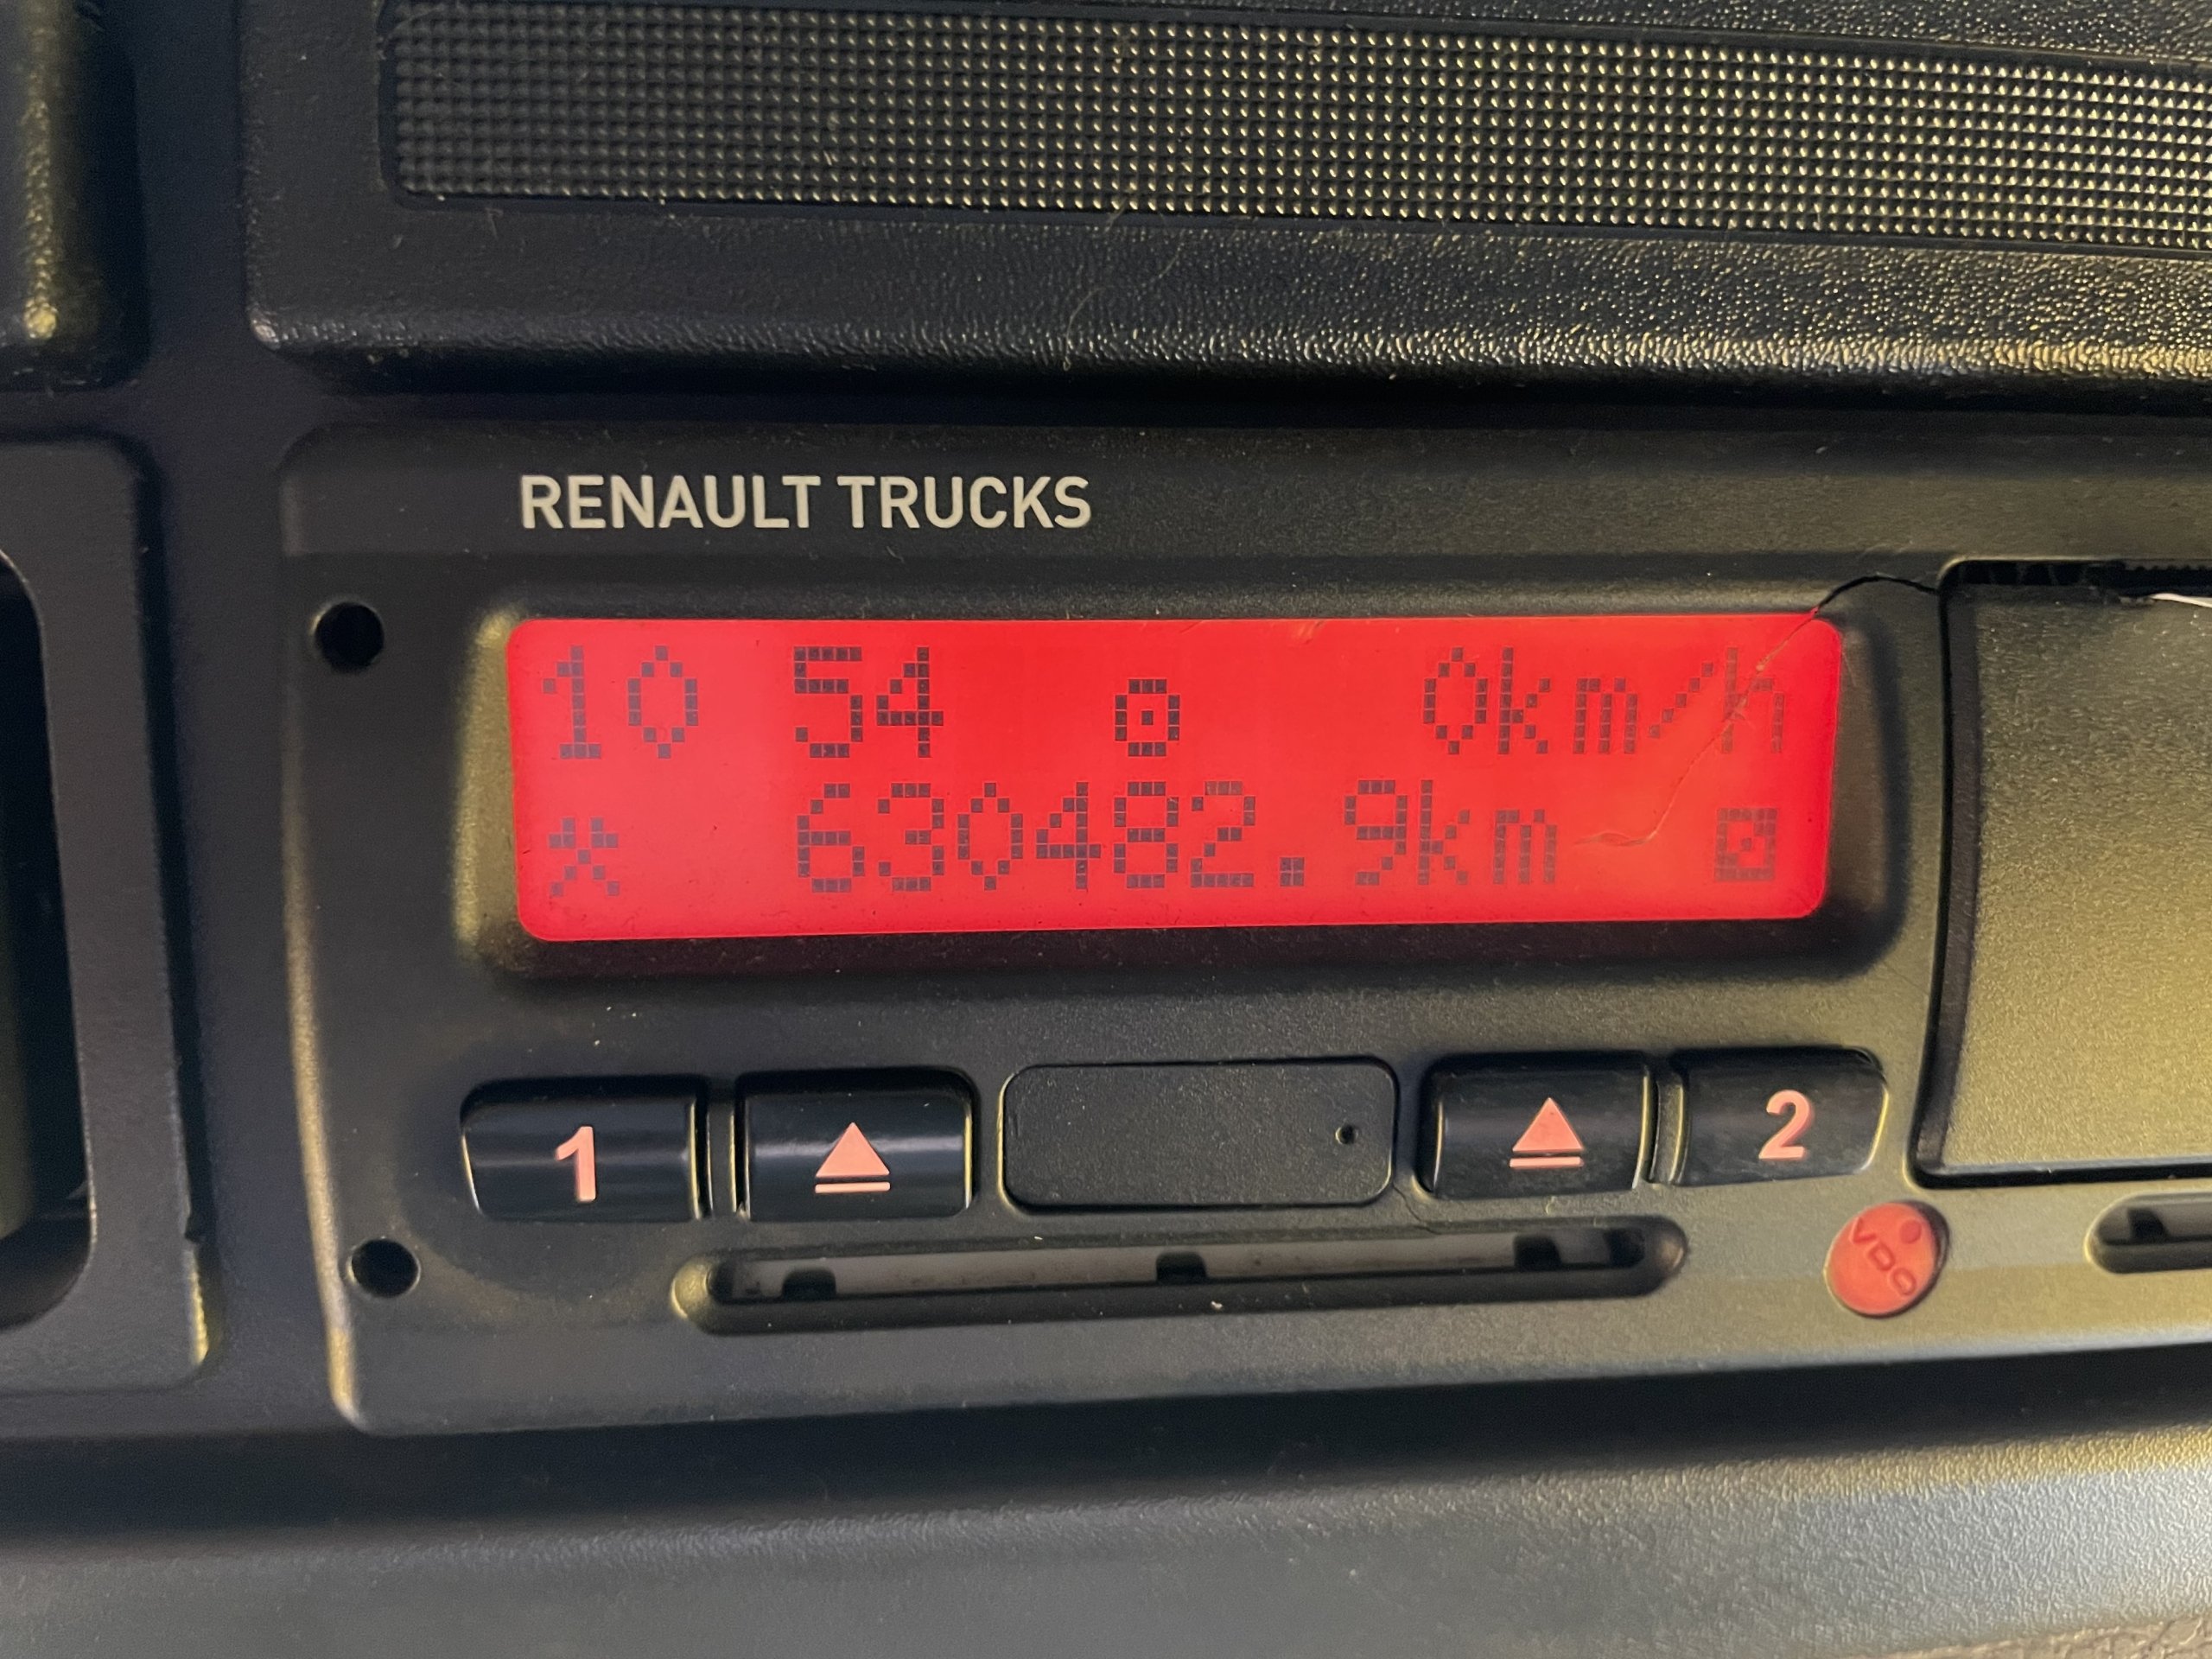 RENAULT TRUCKS
10 54 0km/h
630482.9km
1 2
VDO